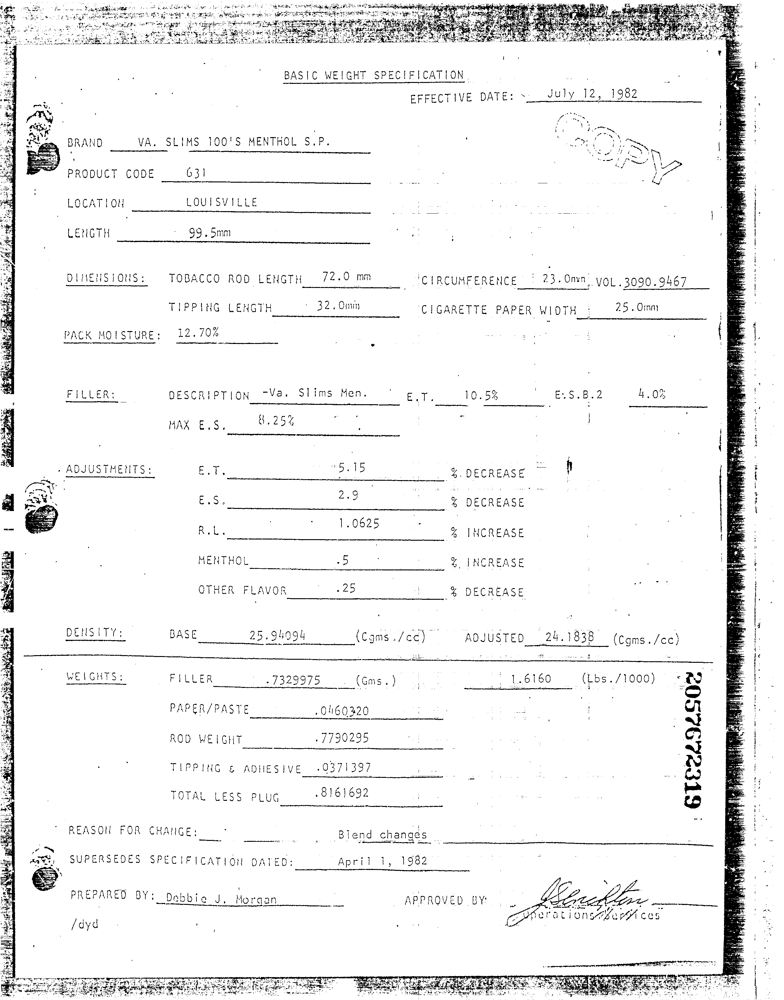 BASIC WEIGHT SPECIFICATION
EFFECTIVE DATE: July 12, 1982
COPY
BRAND VA. SLIMS 100'S MENTHOL S.P.
PRODUCT CODE 631
LOCATION LOUISVILLE
LENGTH 99.5mm
DIMENSIONS: TOBACCO ROD LENGTH 72.0 mm CIRCUMFERENCE 23.0mm VOL.3090.9467
TIPPING LENGTH 32.0mm CIGARETTE PAPER WIDTH 25.0mm
PACK MOISTURE: 12.70%
FILLER: DESCRIPTION -Va. Slims Men. E.T. 10.5% E.S.B.2 4.0%
MAX E.S. 8.25%
ADJUSTMENTS: E.T. 5.15 % DECREASE
E.S. 2.9 % DECREASE
R.L. 1.0625 % INCREASE
MENTHOL .5 % INCREASE
OTHER FLAVOR .25 % DECREASE
DENSITY: BASE 25.94094 (Cgms./cc) ADJUSTED 24.1838 (Cgms./cc)
WEIGHTS: FILLER .7329975 (Gms.) 1.6160 (Lbs./1000)
PAPER/PASTE .0460320
ROD WEIGHT .7790295
TIPPING & ADHESIVE .0371397
TOTAL LESS PLUG .8161692
2057672319
REASON FOR CHANGE: Blend changes
SUPERSEDES SPECIFICATION DATED: April 1, 1982
PREPARED BY: Debbie J. Morgan APPROVED BY
Operations Services
/dyd